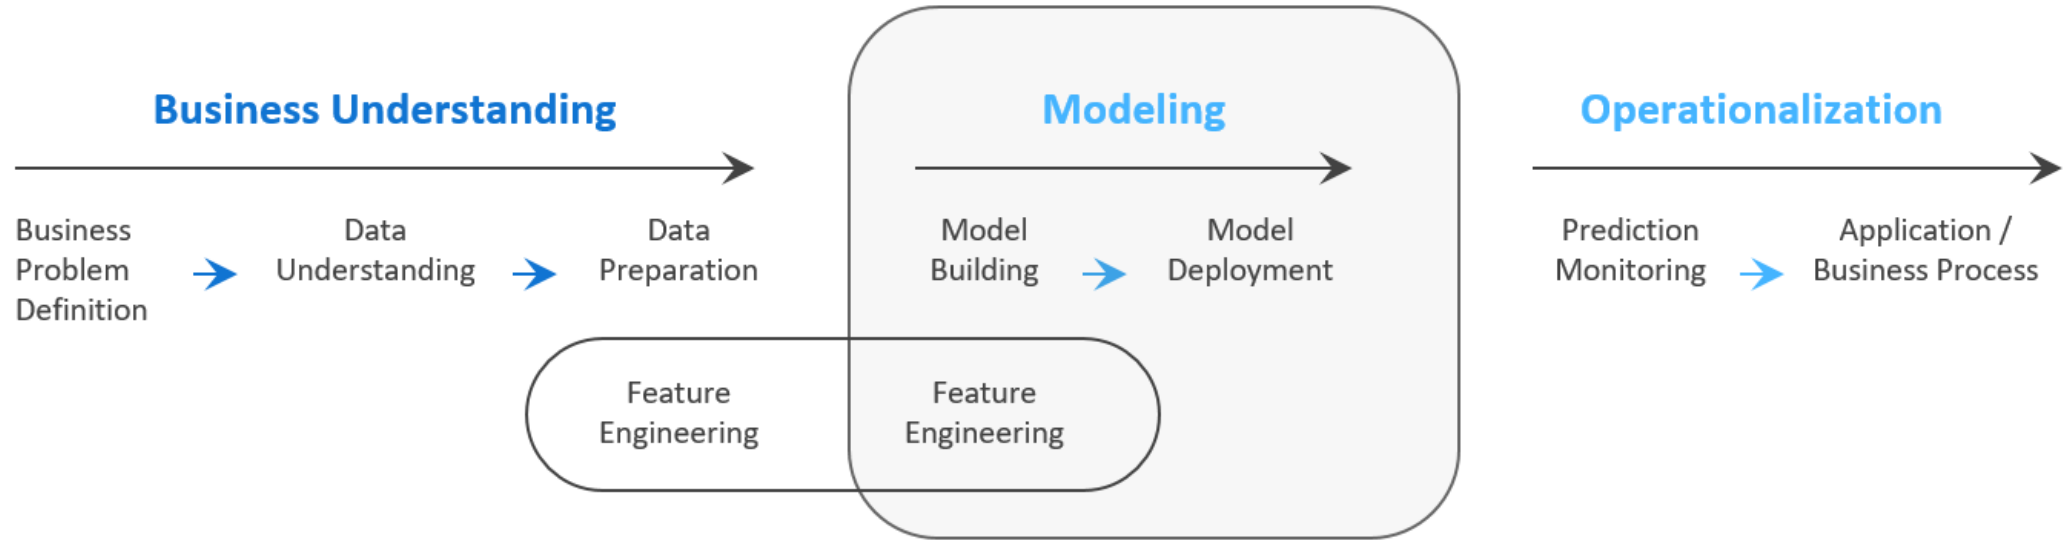 Business Understanding
Business
Problem
Definition
Data
Understanding
Data
Preparation
Feature
Engineering
Modeling
Model
Building
Model
Deployment
Feature
Engineering
Operationalization
Prediction
Monitoring
Application /
Business Process